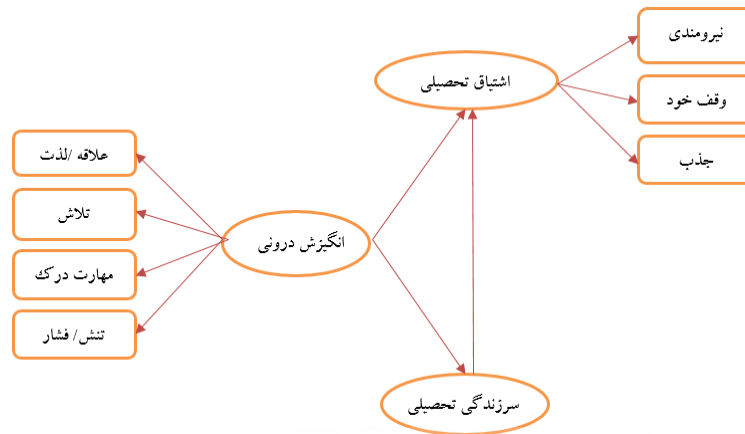 نیرومندی
اشتیاق تحصیلی
وقف خود
جذب
علاقه /لذت
تلاش
انگیزش درونی
مهارت درک
تنش/ فشار
سرزندگی تحصیلی